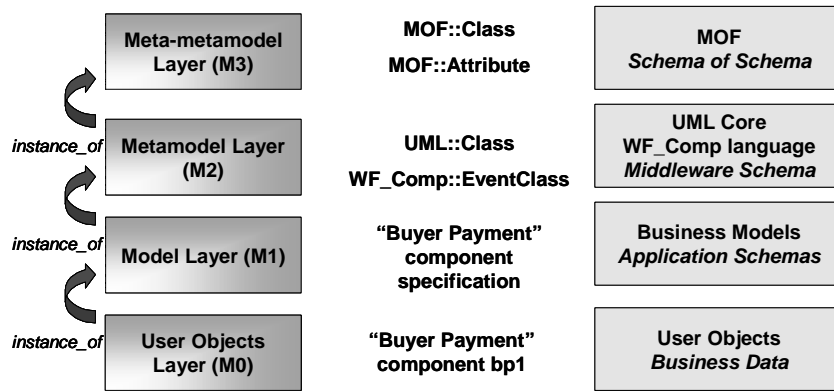 Meta-metamodel
Layer (M3)
MOF::Class
MOF::Attribute
MOF
Schema of Schema
instance_of
Metamodel Layer
(M2)
UML::Class
WF_Comp::EventClass
UML Core
WF_Comp language
Middleware Schema
instance_of
Model Layer (M1)
“Buyer Payment”
component
specification
Business Models
Application Schemas
instance_of
User Objects
Layer (M0)
“Buyer Payment”
component bp1
User Objects
Business Data